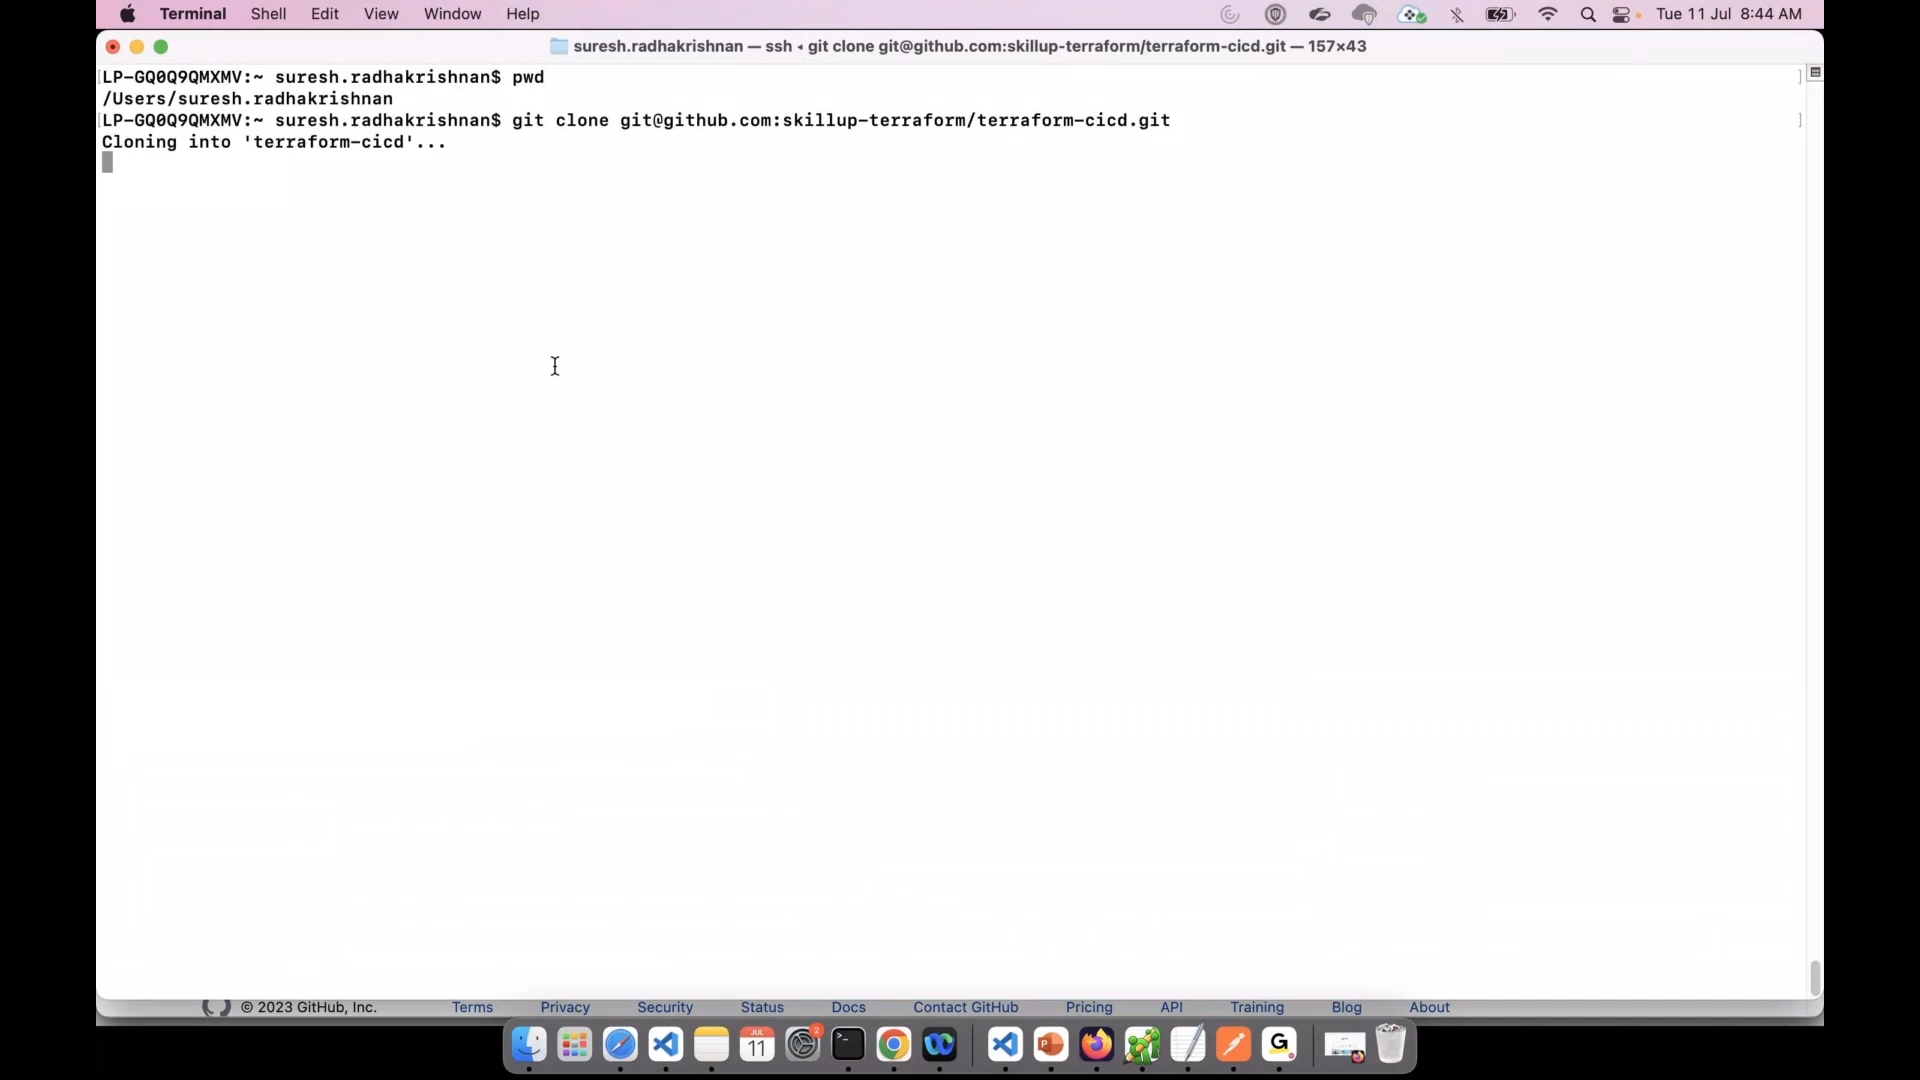 Terminal Shell Edit View Window Help Tue 11 Jul 8:44 AM
suresh.radhakrishnan — ssh ◂ git clone git@github.com:skillup-terraform/terraform-cicd.git — 157×43
[LP-GQ0Q9QMXMV:~ suresh.radhakrishnan$ pwd ]
/Users/suresh.radhakrishnan
[LP-GQ0Q9QMXMV:~ suresh.radhakrishnan$ git clone git@github.com:skillup-terraform/terraform-cicd.git ]
Cloning into 'terraform-cicd'...
© 2023 GitHub, Inc. Terms Privacy Security Status Docs Contact GitHub Pricing API Training Blog About
JUL
11
2